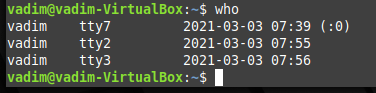 vadim@vadim-VirtualBox:~$ who
vadim    tty7         2021-03-03 07:39 (:0)
vadim    tty2         2021-03-03 07:55
vadim    tty3         2021-03-03 07:56
vadim@vadim-VirtualBox:~$